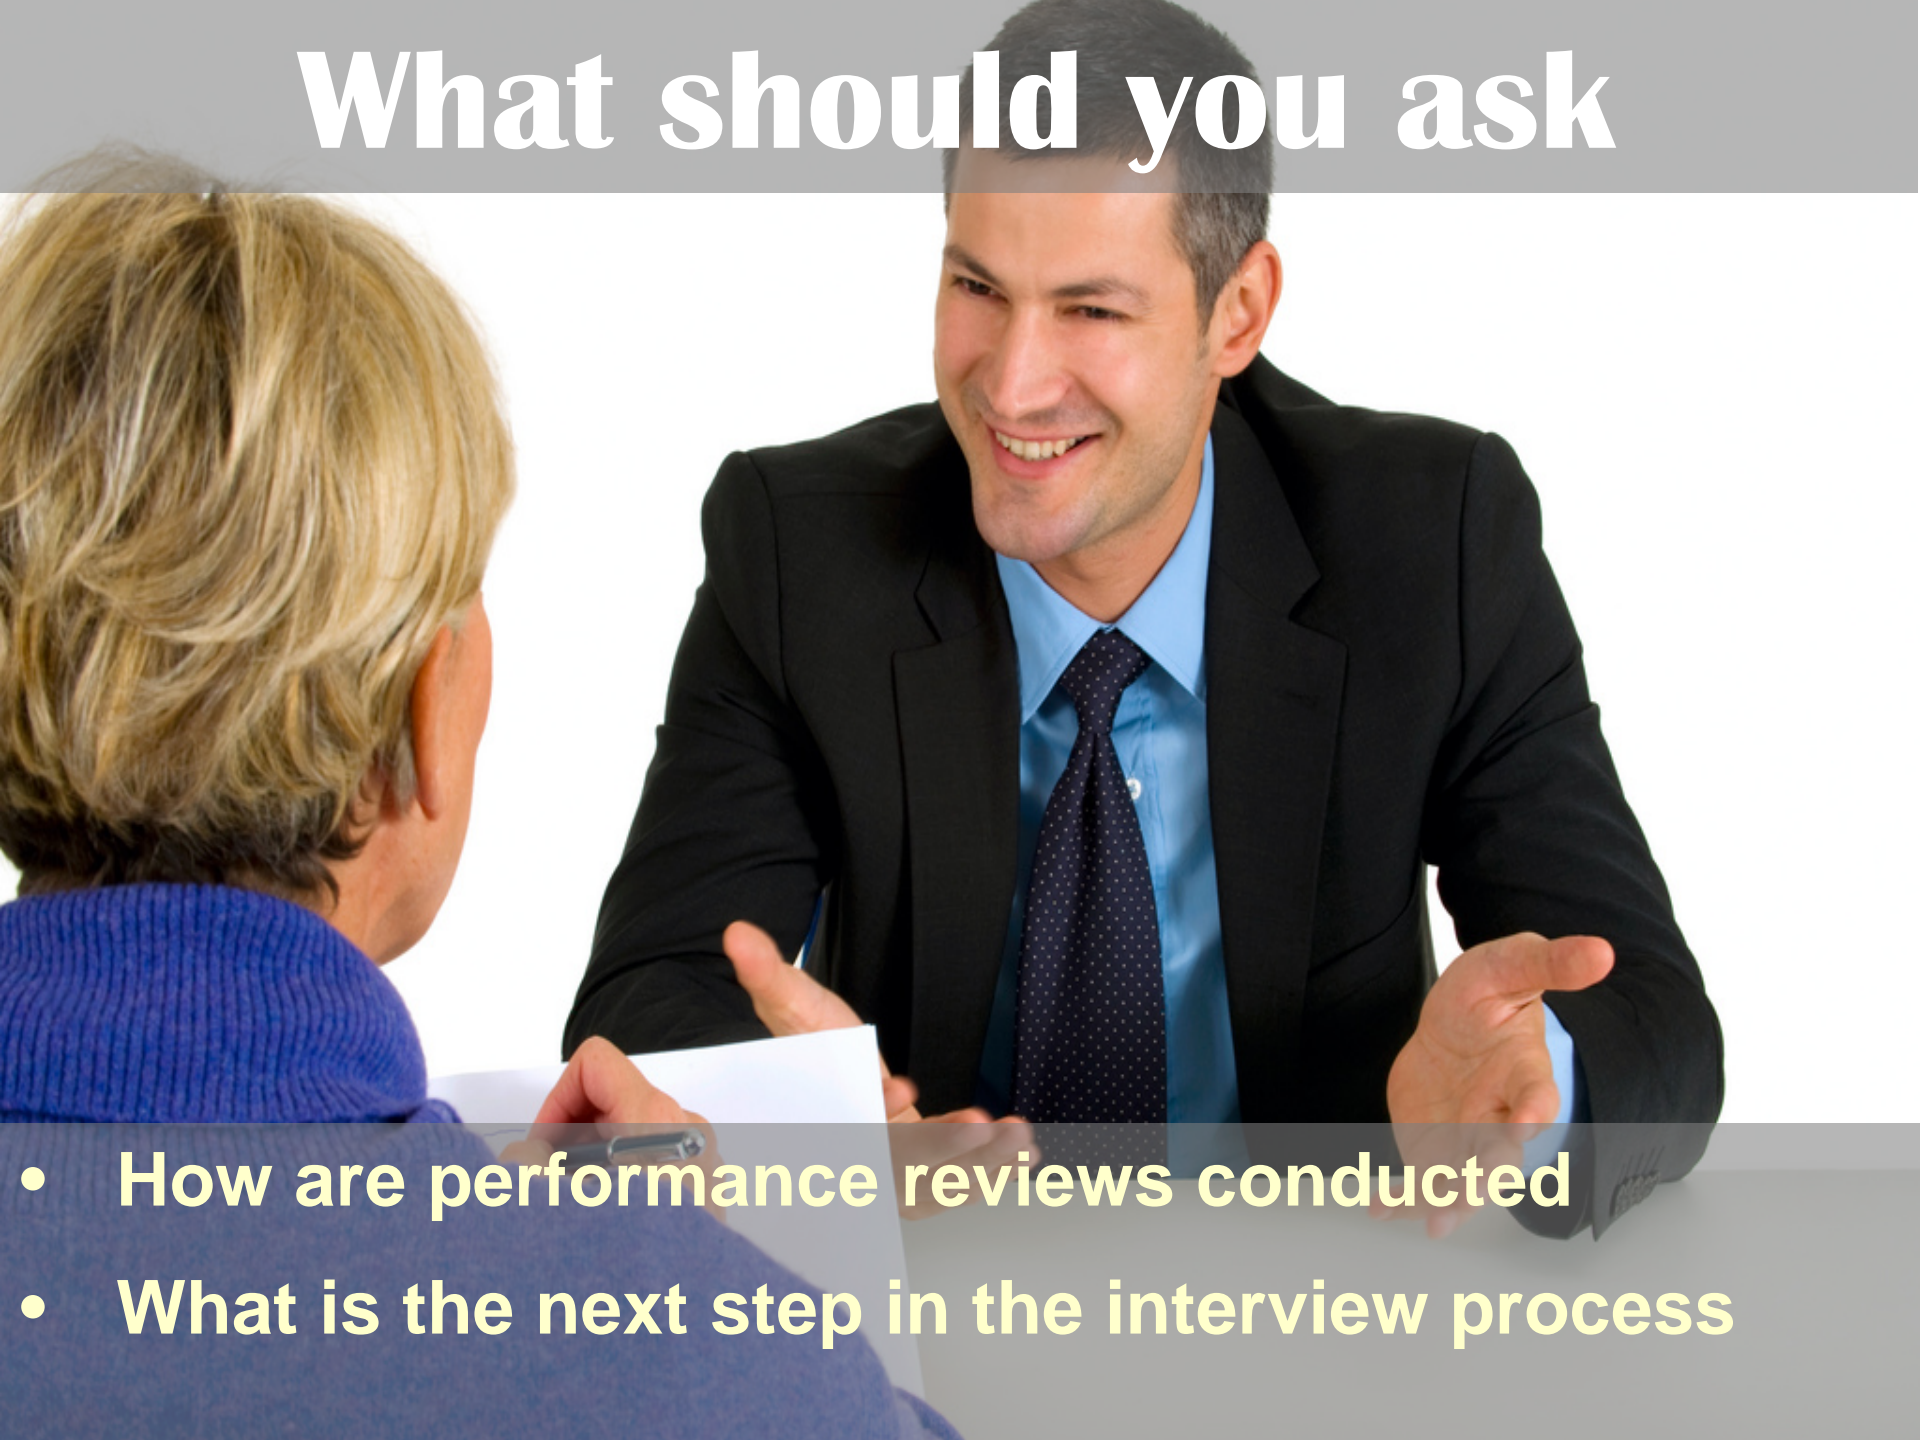 What should you ask
• How are performance reviews conducted
• What is the next step in the interview process